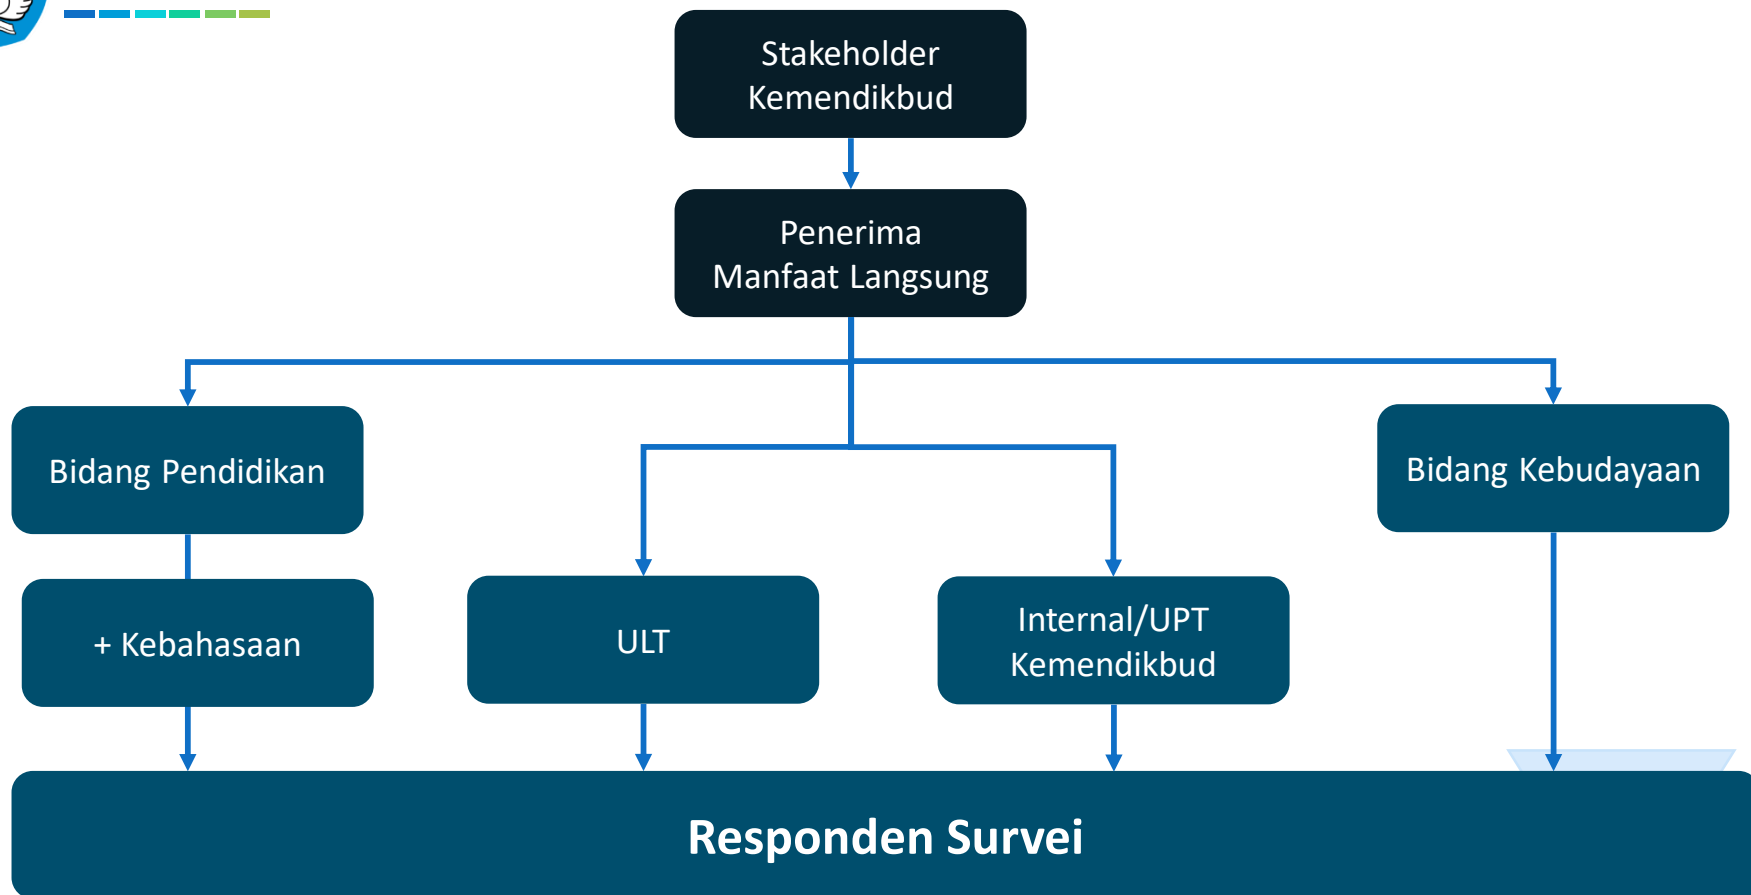 Stakeholder
Kemendikbud
Penerima
Manfaat Langsung
Bidang Pendidikan
Bidang Kebudayaan
+ Kebahasaan
ULT
Internal/UPT
Kemendikbud
Responden Survei